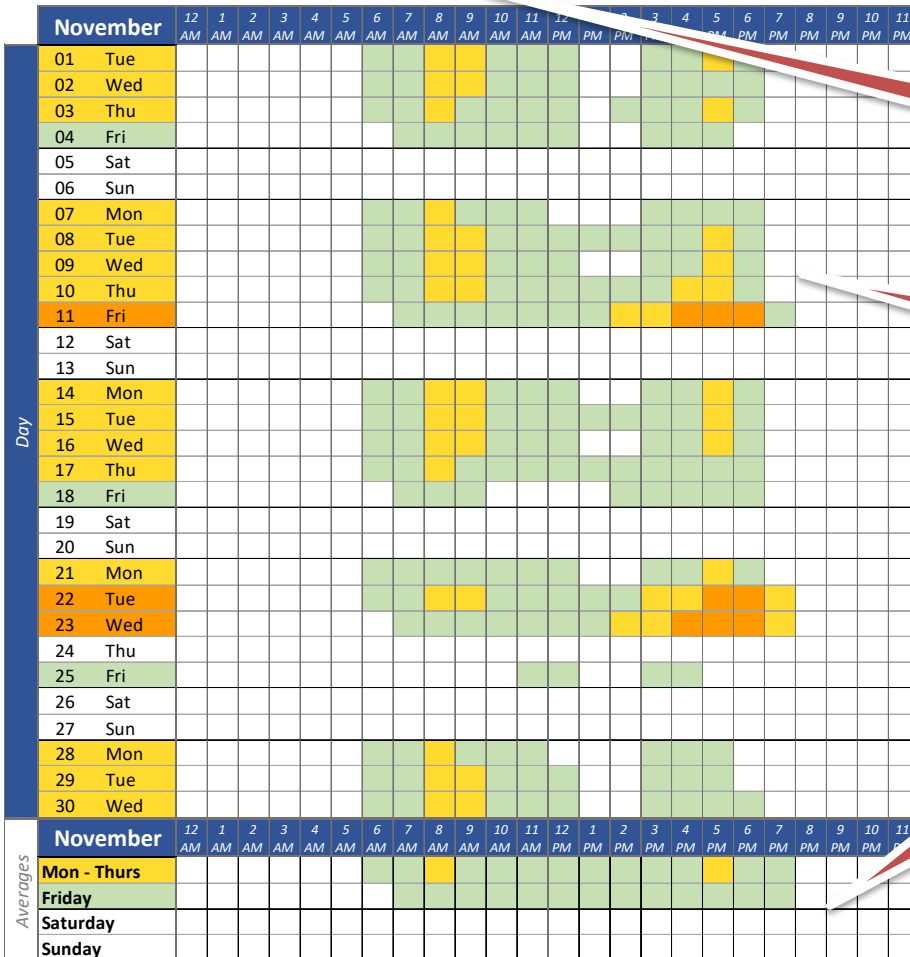 November 12 AM 1 AM 2 AM 3 AM 4 AM 5 AM 6 AM 7 AM 8 AM 9 AM 10 AM 11 AM 12 PM 1 PM 2 PM 3 4 PM 5 PM 6 PM 7 PM 8 PM 9 PM 10 PM 11 PM
Day
01 Tue
02 Wed
03 Thu
04 Fri
05 Sat
06 Sun
07 Mon
08 Tue
09 Wed
10 Thu
11 Fri
12 Sat
13 Sun
14 Mon
15 Tue
16 Wed
17 Thu
18 Fri
19 Sat
20 Sun
21 Mon
22 Tue
23 Wed
24 Thu
25 Fri
26 Sat
27 Sun
28 Mon
29 Tue
30 Wed
November 12 AM 1 AM 2 AM 3 AM 4 AM 5 AM 6 AM 7 AM 8 AM 9 AM 10 AM 11 AM 12 PM 1 PM 2 PM 3 PM 4 PM 5 PM 6 PM 7 PM 8 PM 9 PM 10 PM 11 PM
Averages
Mon - Thurs
Friday
Saturday
Sunday